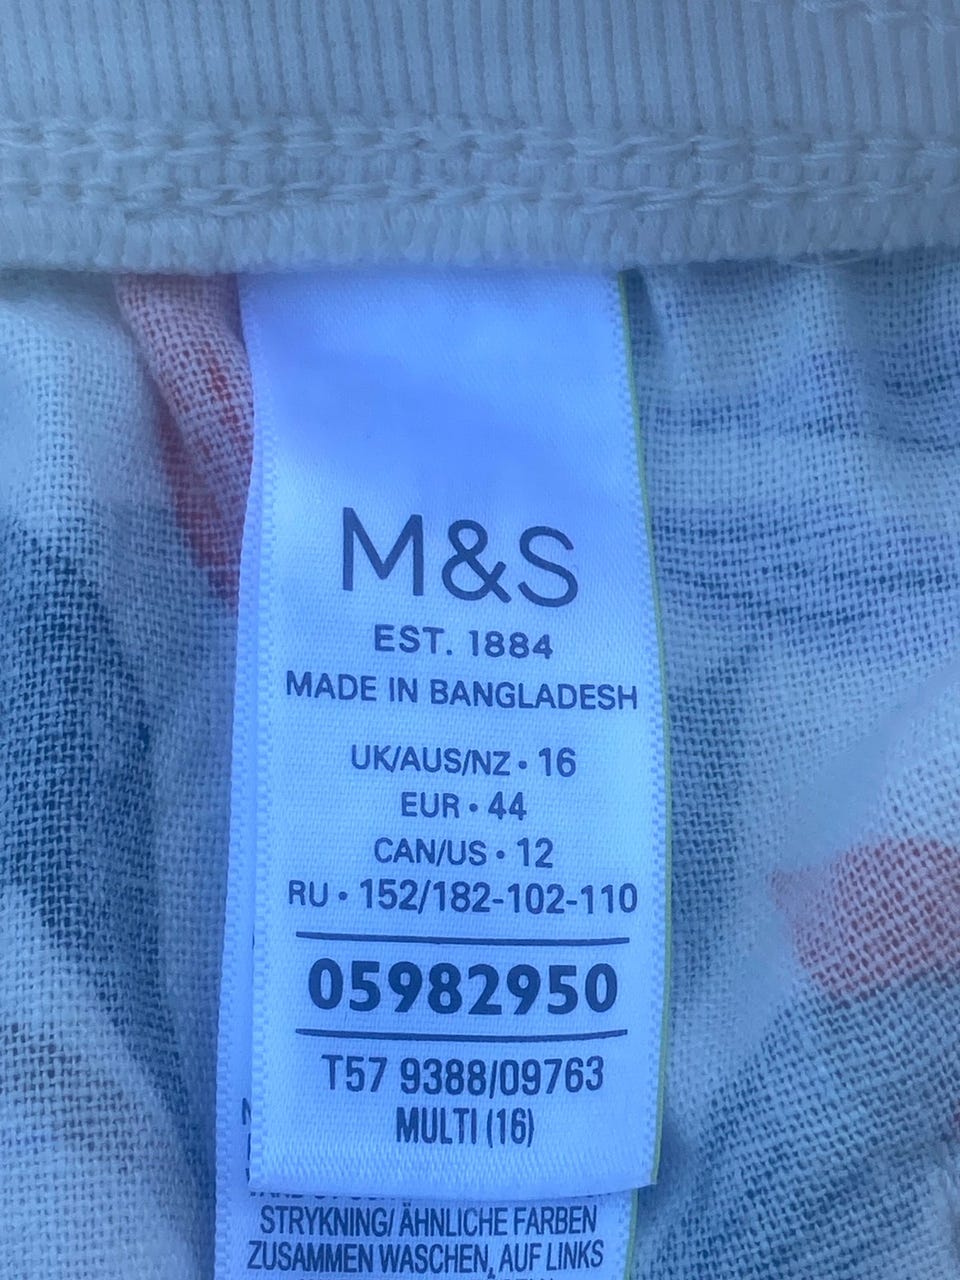 M&S
EST. 1884
MADE IN BANGLADESH
UK/AUS/NZ • 16
EUR • 44
CAN/US • 12
RU • 152/182-102-110
05982950
T57 9388/09763
MULTI (16)
STRYKNING/ ÄHNLICHE FARBEN
ZUSAMMEN WASCHEN, AUF LINKS